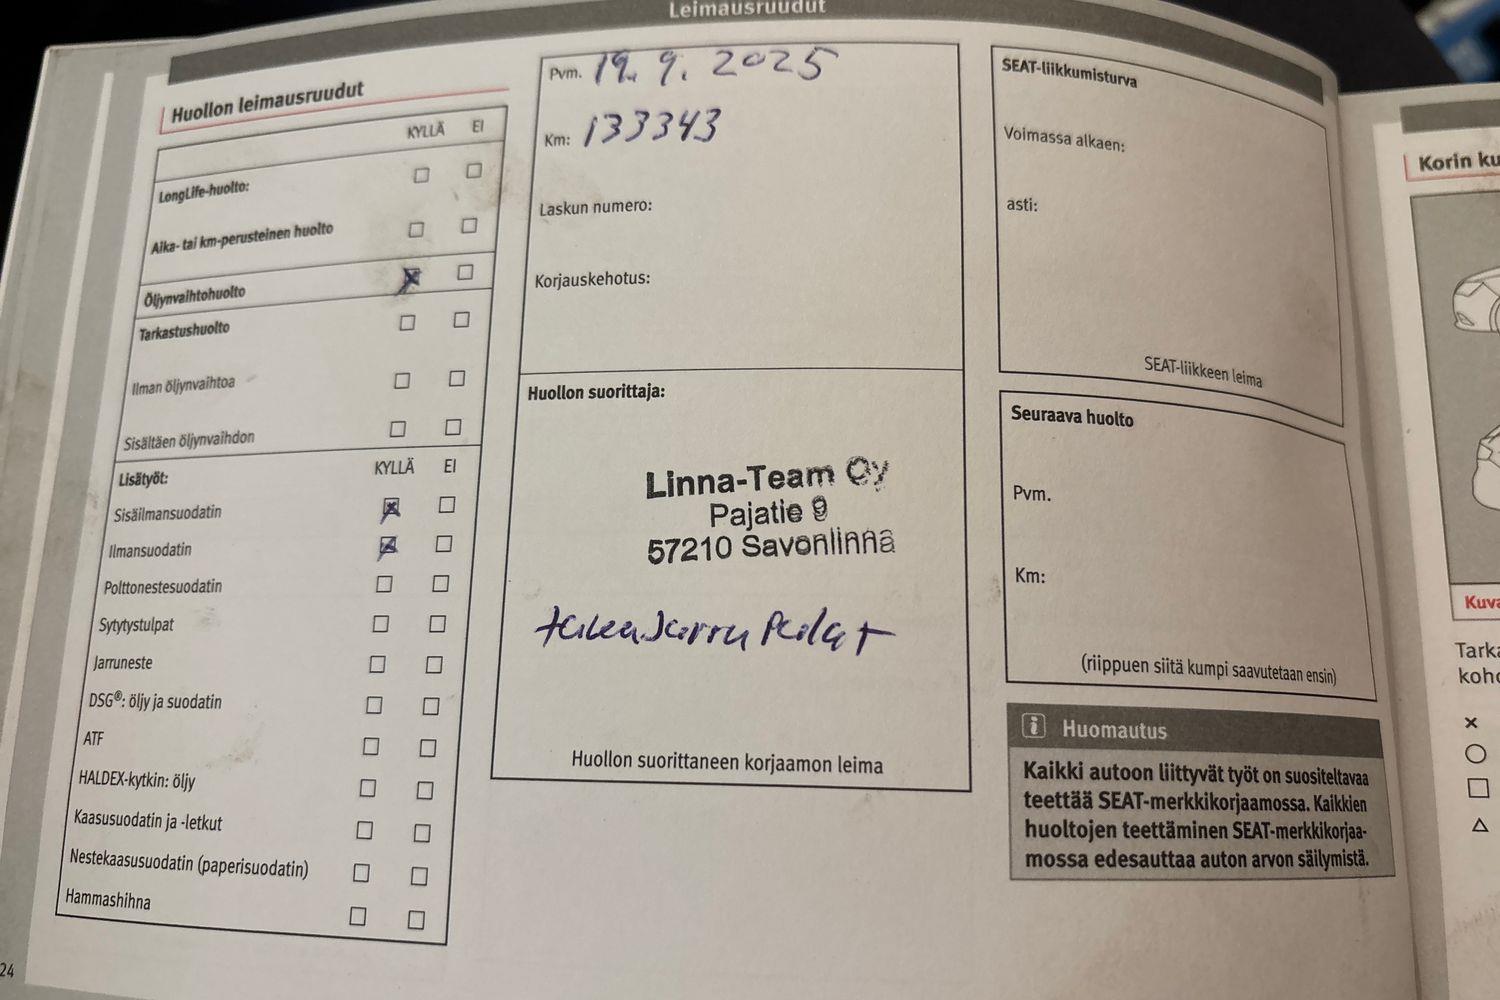 Leimausruudut
Huollon leimausruudut
KYLLÄ EI
LongLife-huolto:
Aika- tai km-perusteinen huolto
Öljynvaihtohuolto
Tarkastushuolto
Ilman öljynvaihtoa
Sisältäen öljynvaihdon
Lisätyöt: KYLLÄ EI
Sisäilmansuodatin
Ilmansuodatin
Polttonestesuodatin
Sytytystulpat
Jarruneste
DSG®: öljy ja suodatin
ATF
HALDEX-kytkin: öljy
Kaasusuodatin ja -letkut
Nestekaasusuodatin (paperisuodatin)
Hammashihna
24
Pvm. 19. 9. 2025
Km: 133343
Laskun numero:
Korjauskehotus:
Huollon suorittaja:
Linna-Team Oy
Pajatie 9
57210 Savonlinna
takaJarru Palat
Huollon suorittaneen korjaamon leima
SEAT-liikkumisturva
Voimassa alkaen:
asti:
SEAT-liikkeen leima
Seuraava huolto
Pvm.
Km:
(riippuen siitä kumpi saavutetaan ensin)
i Huomautus
Kaikki autoon liittyvät työt on suositeltavaa
teettää SEAT-merkkikorjaamossa. Kaikkien
huoltojen teettäminen SEAT-merkkikorjaa-
mossa edesauttaa auton arvon säilymistä.
Korin ku
Kuva
Tarka
koho